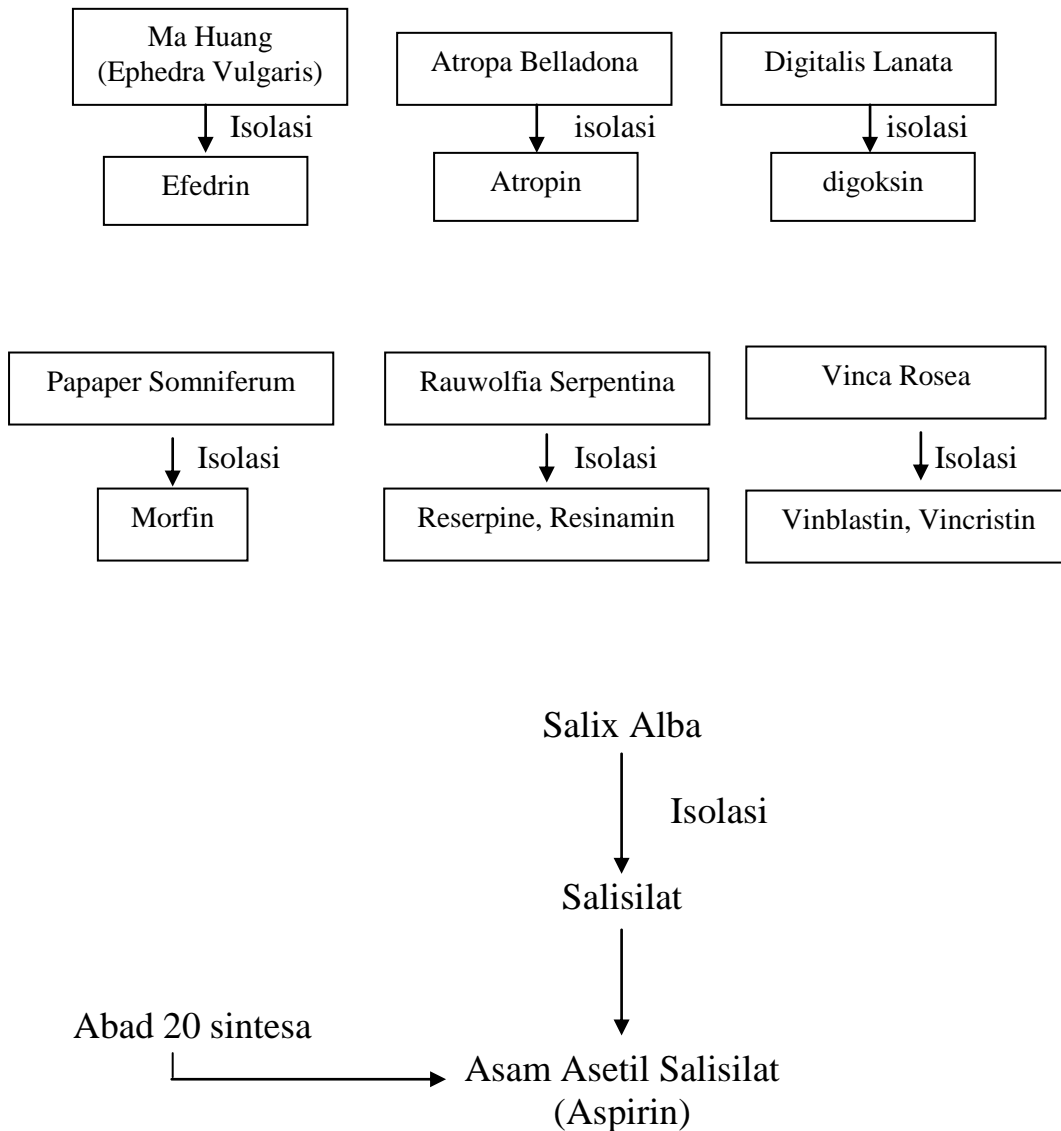 Ma Huang
(Ephedra Vulgaris)
Atropa Belladona
Digitalis Lanata
Isolasi
isolasi
isolasi
Efedrin
Atropin
digoksin
Papaper Somniferum
Rauwolfia Serpentina
Vinca Rosea
Isolasi
Isolasi
Isolasi
Morfin
Reserpine, Resinamin
Vinblastin, Vincristin
Salix Alba
Isolasi
Salisilat
Abad 20 sintesa
Asam Asetil Salisilat
(Aspirin)